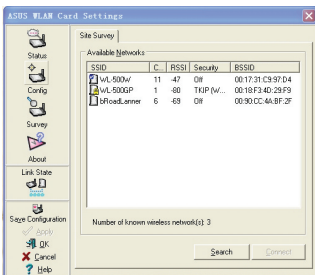 ASUS WLAN Card Settings
Status
Config
Survey
About
Link State
Save Configuration
Apply
OK
Cancel
Help
Site Survey
Available Networks
SSID C... RSSI Security BSSID
WL-500W 11 -47 Off 00:17:31:C9:97:D4
WL-500GP 1 -80 TKIP (W... 00:18:F3:4D:29:F9
bRoadLanner 6 -69 Off 00:90:CC:4A:BF:2F
Number of known wireless network(s): 3
Search Connect